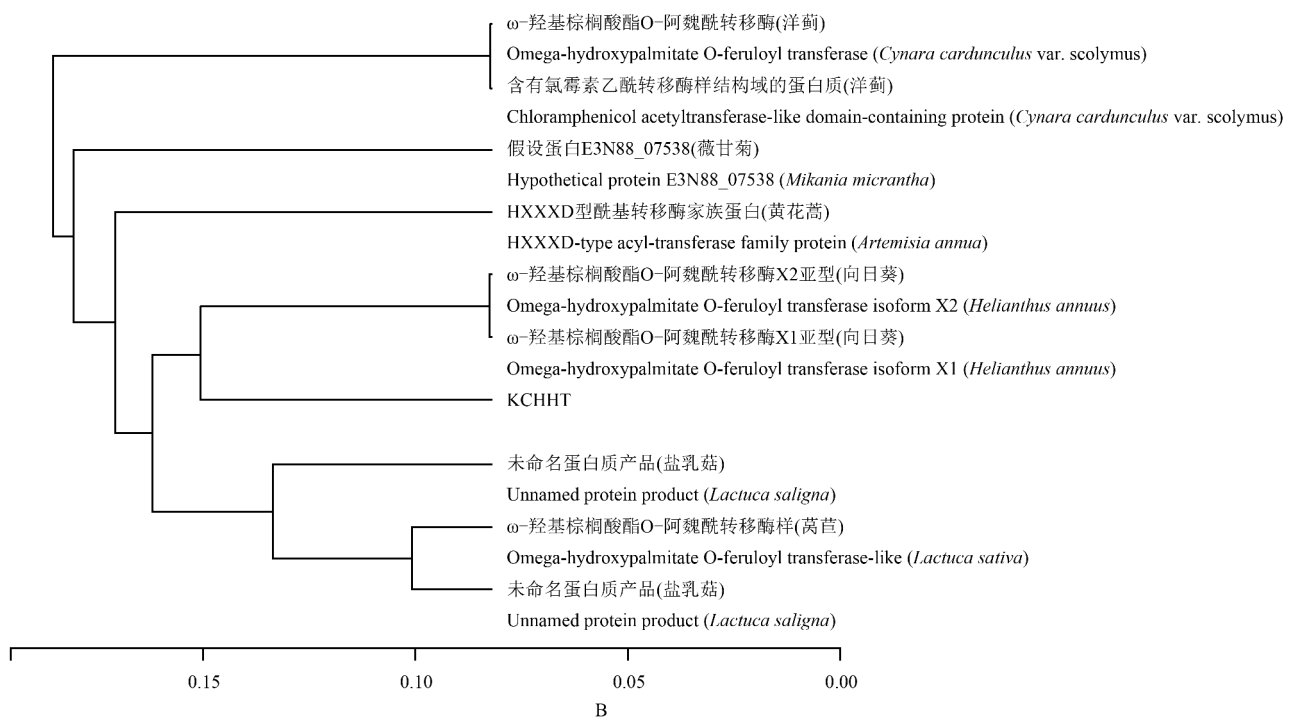 ω-羟基棕榈酸酯O-阿魏酰转移酶(洋蓟)
Omega-hydroxypalmitate O-feruloyl transferase (Cynara cardunculus var. scolymus)
含有氯霉素乙酰转移酶样结构域的蛋白质(洋蓟)
Chloramphenicol acetyltransferase-like domain-containing protein (Cynara cardunculus var. scolymus)
假设蛋白E3N88_07538(薇甘菊)
Hypothetical protein E3N88_07538 (Mikania micrantha)
HXXXD型酰基转移酶家族蛋白(黄花蒿)
HXXXD-type acyl-transferase family protein (Artemisia annua)
ω-羟基棕榈酸酯O-阿魏酰转移酶X2亚型(向日葵)
Omega-hydroxypalmitate O-feruloyl transferase isoform X2 (Helianthus annuus)
ω-羟基棕榈酸酯O-阿魏酰转移酶X1亚型(向日葵)
Omega-hydroxypalmitate O-feruloyl transferase isoform X1 (Helianthus annuus)
KCHHT
未命名蛋白质产品(盐乳菇)
Unnamed protein product (Lactuca saligna)
ω-羟基棕榈酸酯O-阿魏酰转移酶样(莴苣)
Omega-hydroxypalmitate O-feruloyl transferase-like (Lactuca sativa)
未命名蛋白质产品(盐乳菇)
Unnamed protein product (Lactuca saligna)
0.15 0.10 0.05 0.00
B